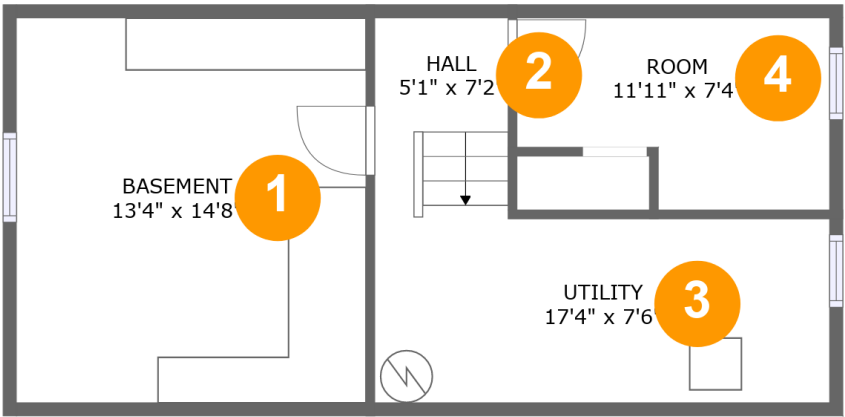 HALL
5'1" x 7'2
2
ROOM
11'11" x 7'4
4
BASEMENT
13'4" x 14'8
1
UTILITY
17'4" x 7'6
3